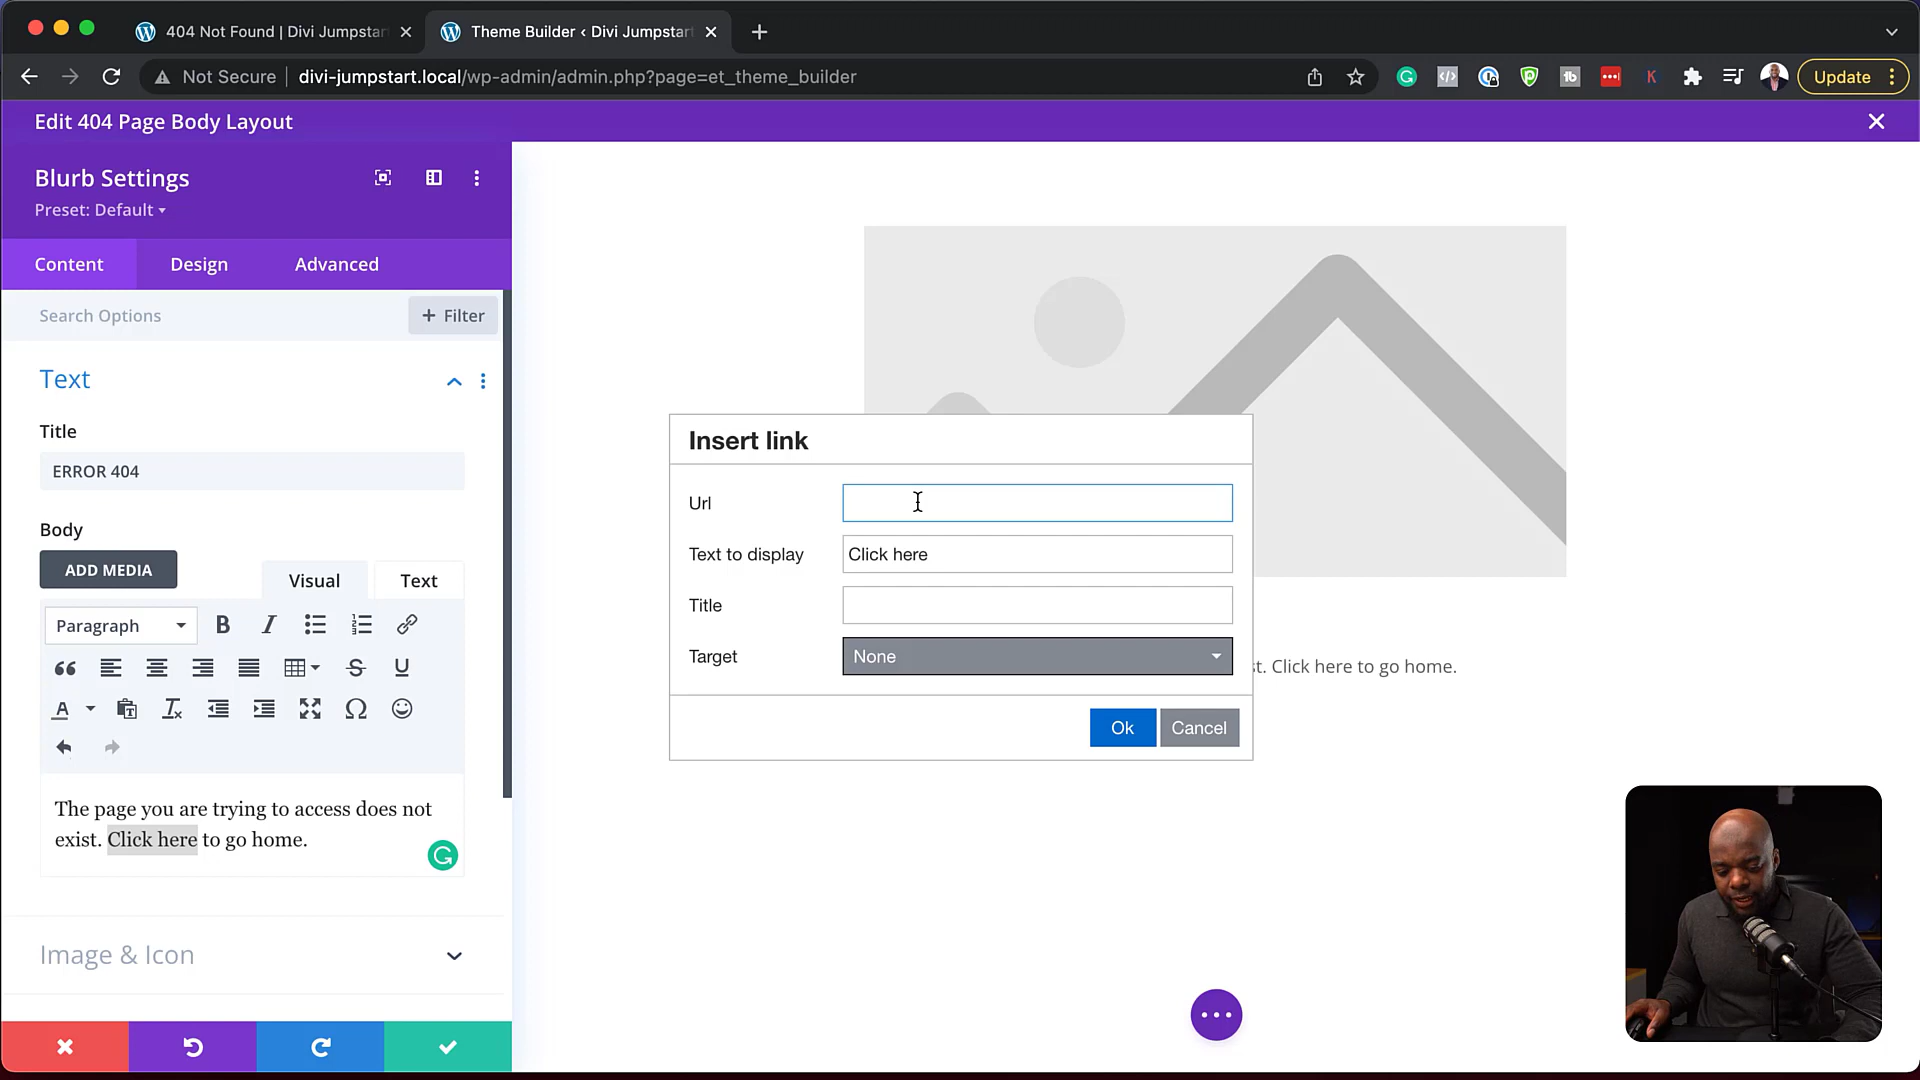 404 Not Found | Divi Jumpstar
Theme Builder ‹ Divi Jumpstart
Not Secure
divi-jumpstart.local/wp-admin/admin.php?page=et_theme_builder
Update
Edit 404 Page Body Layout
Blurb Settings
Preset: Default
Content
Design
Advanced
Search Options
+ Filter
Text
Title
ERROR 404
Body
ADD MEDIA
Visual
Text
Paragraph
The page you are trying to access does not
exist. Click here to go home.
Image & Icon
Insert link
Url
Text to display
Click here
Title
Target
None
Ok
Cancel
st. Click here to go home.